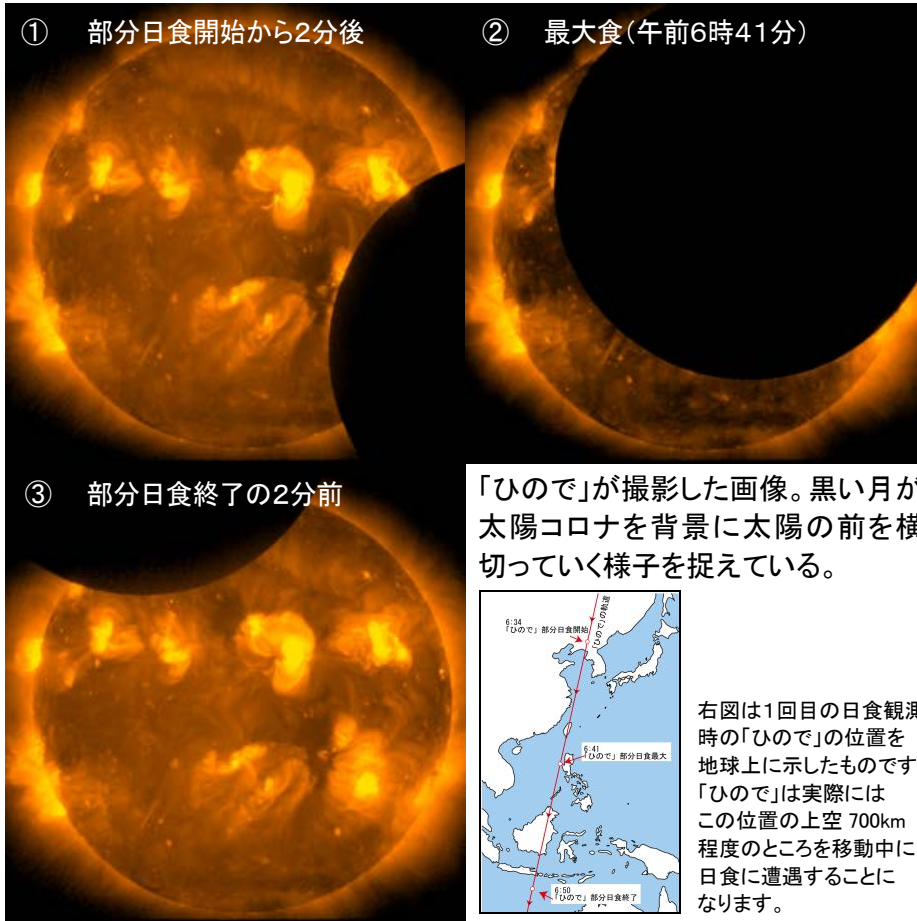 ① 部分日食開始から2分後
② 最大食(午前6時41分)
③ 部分日食終了の2分前
「ひので」が撮影した画像。黒い月が
太陽コロナを背景に太陽の前を横
切っていく様子を捉えている。
6:34
「ひので」部分日食開始
「ひので」の軌道
6:41
「ひので」部分日食最大
6:50
「ひので」部分日食終了
右図は1回目の日食観測
時の「ひので」の位置を
地球上に示したものです
「ひので」は実際には
この位置の上空 700km
程度のところを移動中に
日食に遭遇することに
なります。